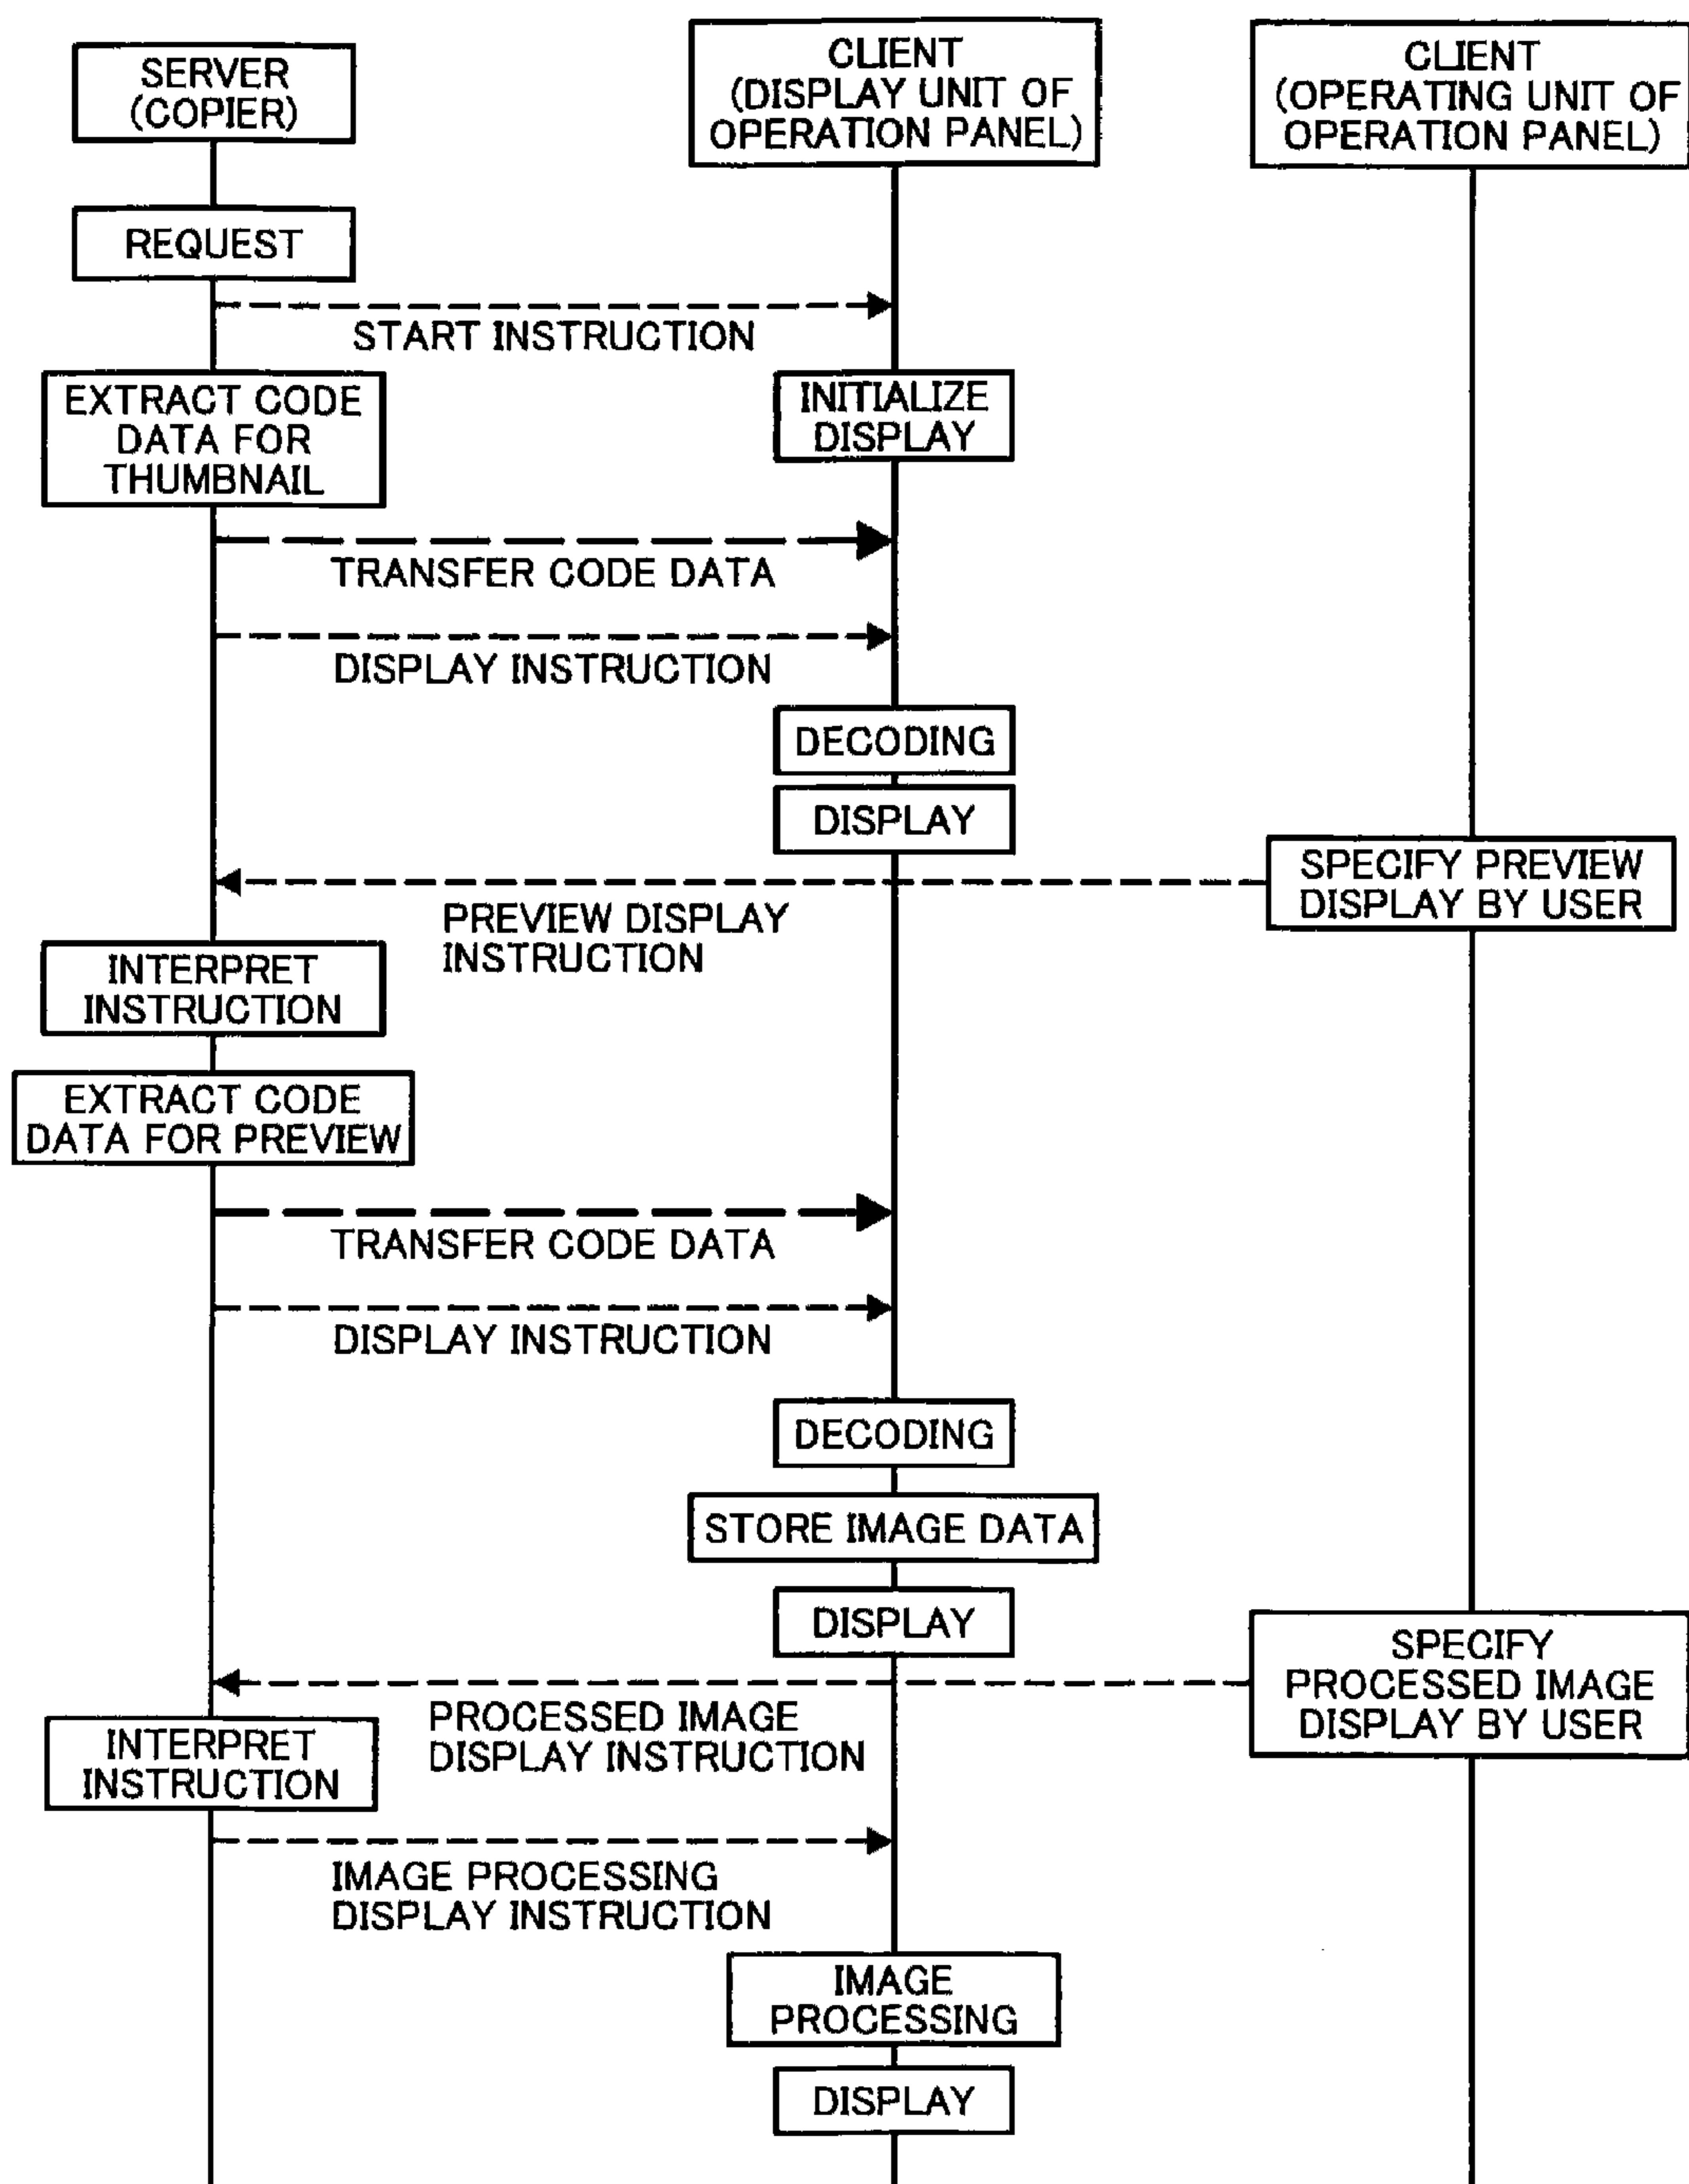 SERVER
(COPIER)
CLIENT
(DISPLAY UNIT OF
OPERATION PANEL)
CLIENT
(OPERATING UNIT OF
OPERATION PANEL)
REQUEST
START INSTRUCTION
EXTRACT CODE
DATA FOR
THUMBNAIL
INITIALIZE
DISPLAY
TRANSFER CODE DATA
DISPLAY INSTRUCTION
DECODING
DISPLAY
SPECIFY PREVIEW
DISPLAY BY USER
PREVIEW DISPLAY
INSTRUCTION
INTERPRET
INSTRUCTION
EXTRACT CODE
DATA FOR PREVIEW
TRANSFER CODE DATA
DISPLAY INSTRUCTION
DECODING
STORE IMAGE DATA
DISPLAY
SPECIFY
PROCESSED IMAGE
DISPLAY BY USER
PROCESSED IMAGE
DISPLAY INSTRUCTION
INTERPRET
INSTRUCTION
IMAGE PROCESSING
DISPLAY INSTRUCTION
IMAGE
PROCESSING
DISPLAY